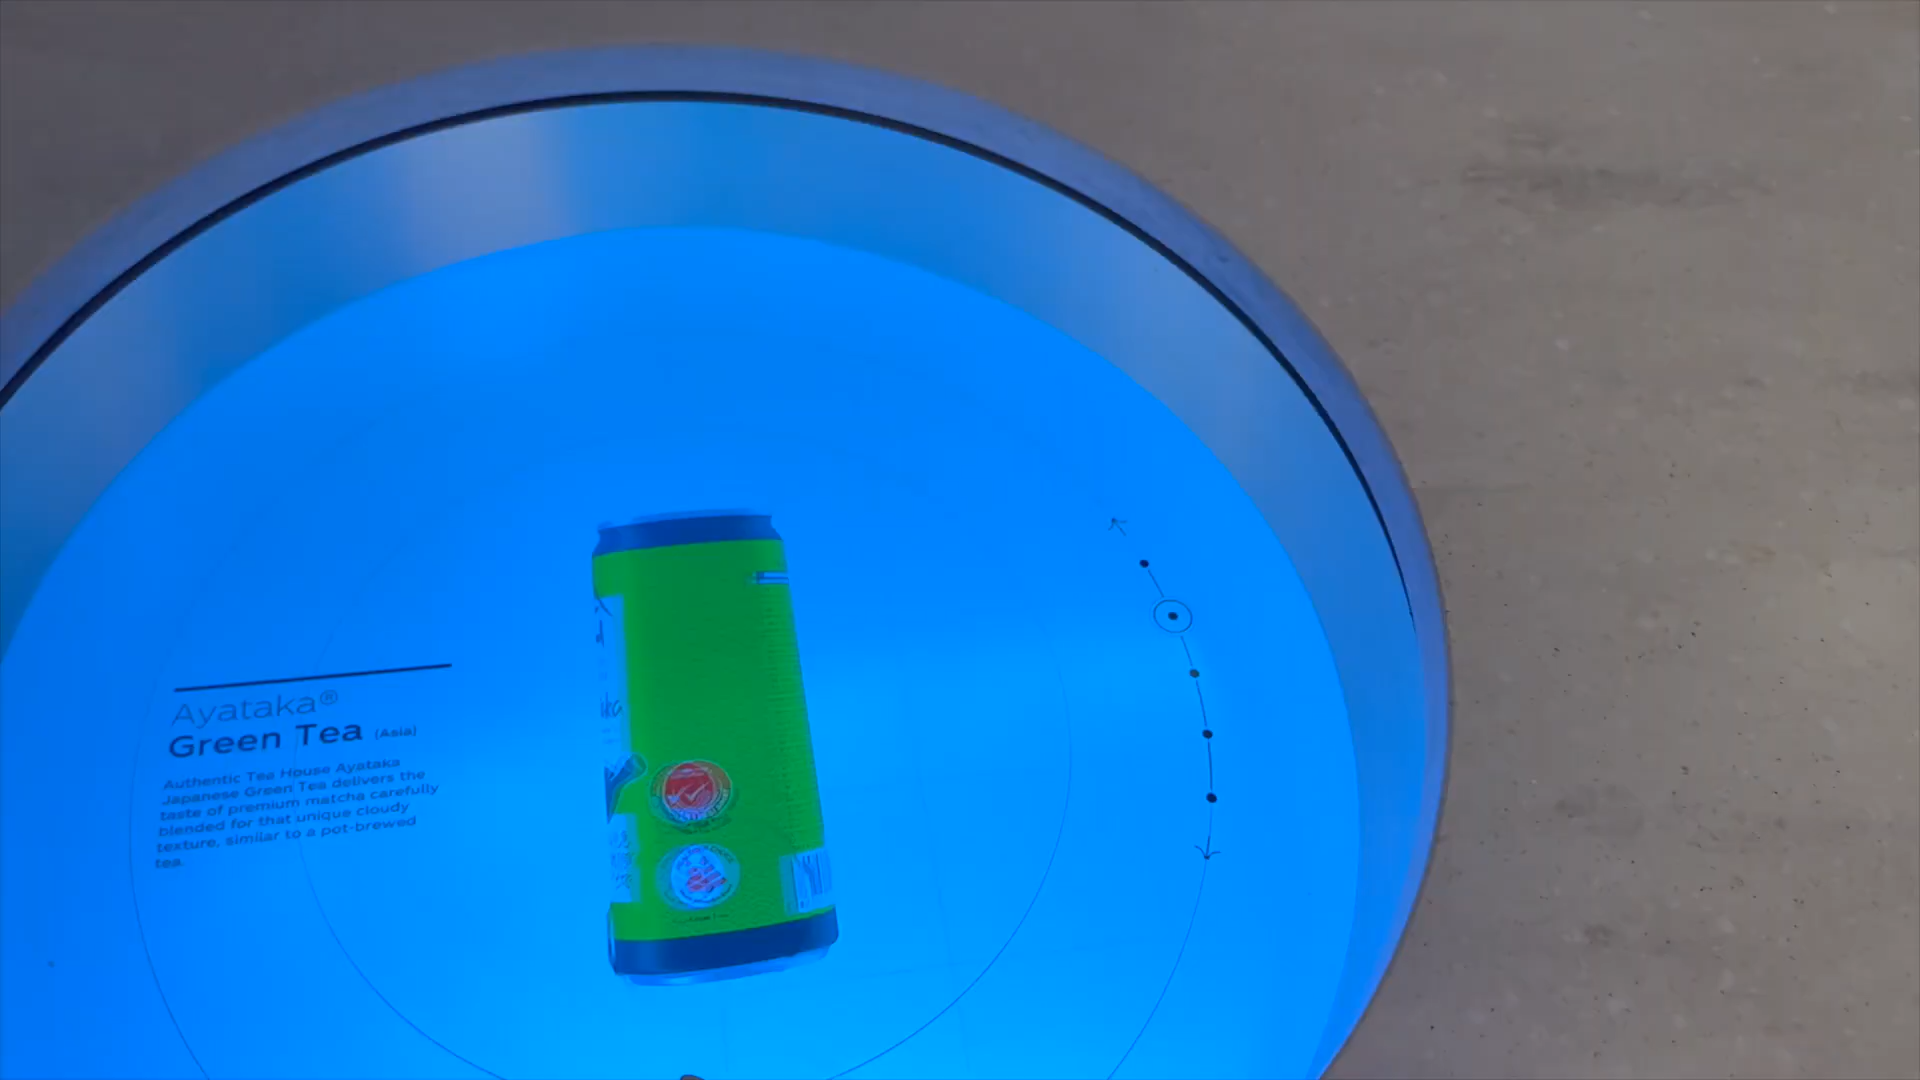 Ayataka®
Green Tea (Asia)
Authentic Tea House Ayataka
Japanese Green Tea delivers the
taste of premium matcha carefully
blended for that unique cloudy
texture, similar to a pot-brewed
tea.